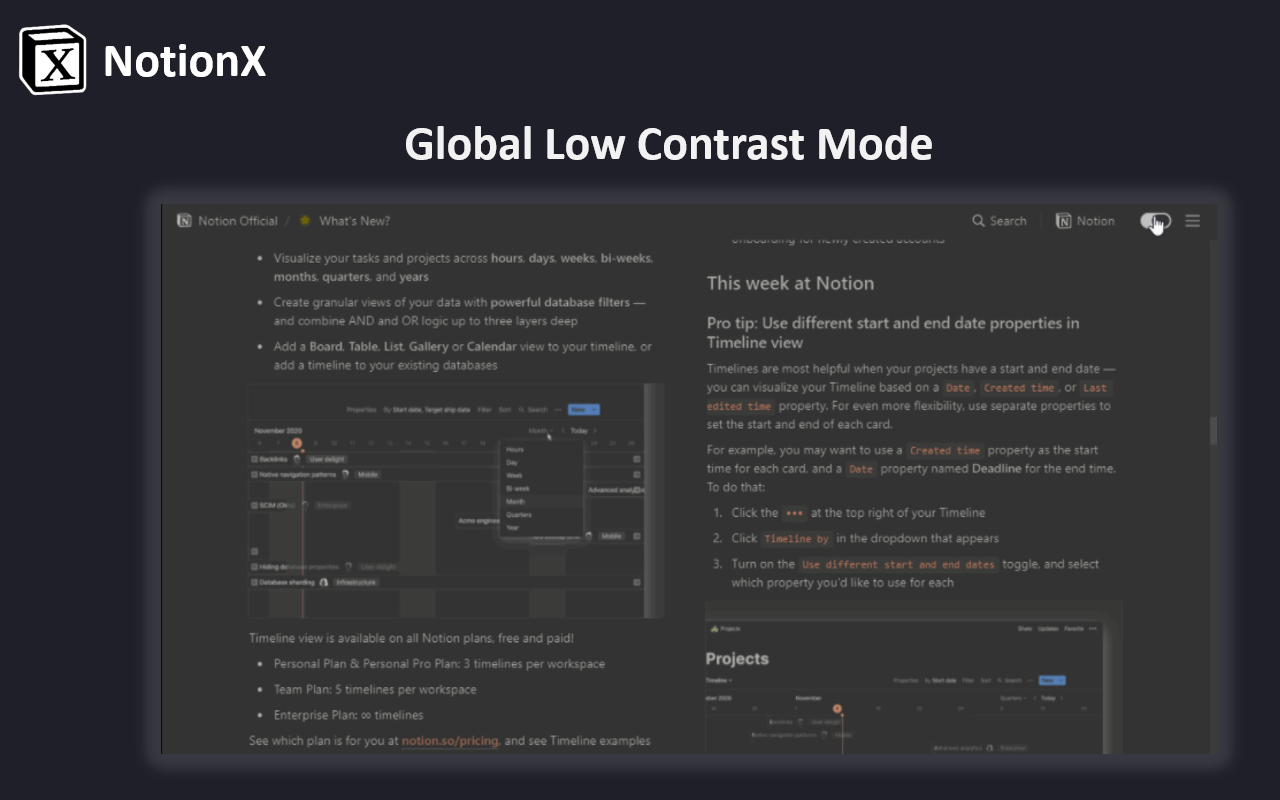 X NotionX
Global Low Contrast Mode
N Notion Official / What's New?
Search
N Notion
• Visualize your tasks and projects across hours, days, weeks, bi-weeks,
months, quarters, and years
• Create granular views of your data with powerful database filters —
and combine AND and OR logic up to three layers deep
• Add a Board, Table, List, Gallery or Calendar view to your timeline, or
add a timeline to your existing databases
Properties By Start date, Target ship date Filter Sort Search ··· New
November 2020
Month < Today >
Backlinks User delight
Native navigation patterns Mobile
Hours
Day
Week
Bi-week
Month
Quarters
Year
Advanced
Enterprise
Acme
Mobile
Hiding database properties User delight
Database sharding Infrastructure
Timeline view is available on all Notion plans, free and paid!
• Personal Plan & Personal Pro Plan: 3 timelines per workspace
• Team Plan: 5 timelines per workspace
• Enterprise Plan: ∞ timelines
See which plan is for you at notion.so/pricing, and see Timeline examples
onboarding for newly created accounts
This week at Notion
Pro tip: Use different start and end date properties in
Timeline view
Timelines are most helpful when your projects have a start and end date —
you can visualize your Timeline based on a Date, Created time, or Last
edited time property. For even more flexibility, use separate properties to
set the start and end of each card.
For example, you may want to use a Created time property as the start
time for each card, and a Date property named Deadline for the end time.
To do that:
1. Click the ••• at the top right of your Timeline
2. Click Timeline by in the dropdown that appears
3. Turn on the Use different start and end dates toggle, and select
which property you'd like to use for each
Projects
Share Updates Favorite •••
Projects
Timeline
Properties By Start date Filter Sort Search ··· New
2020 November
Quarters < Today >
User delight
Native navigation patterns
Enterprise